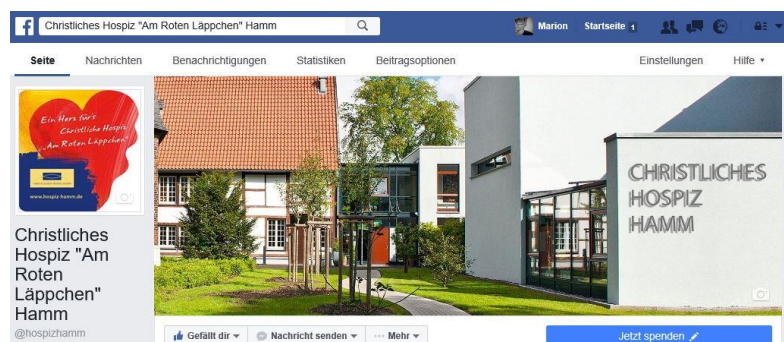 Christliches Hospiz "Am Roten Läppchen" Hamm
Marion Startseite 1
Seite Nachrichten Benachrichtigungen Statistiken Beitragsoptionen Einstellungen Hilfe
Ein Herz für's
Christliche Hospiz
„Am Roten Läppchen"
www.hospiz-hamm.de
CHRISTLICHES
HOSPIZ
HAMM
Christliches
Hospiz "Am
Roten
Läppchen"
Hamm
@hospizhamm
Gefällt dir Nachricht senden ··· Mehr Jetzt spenden